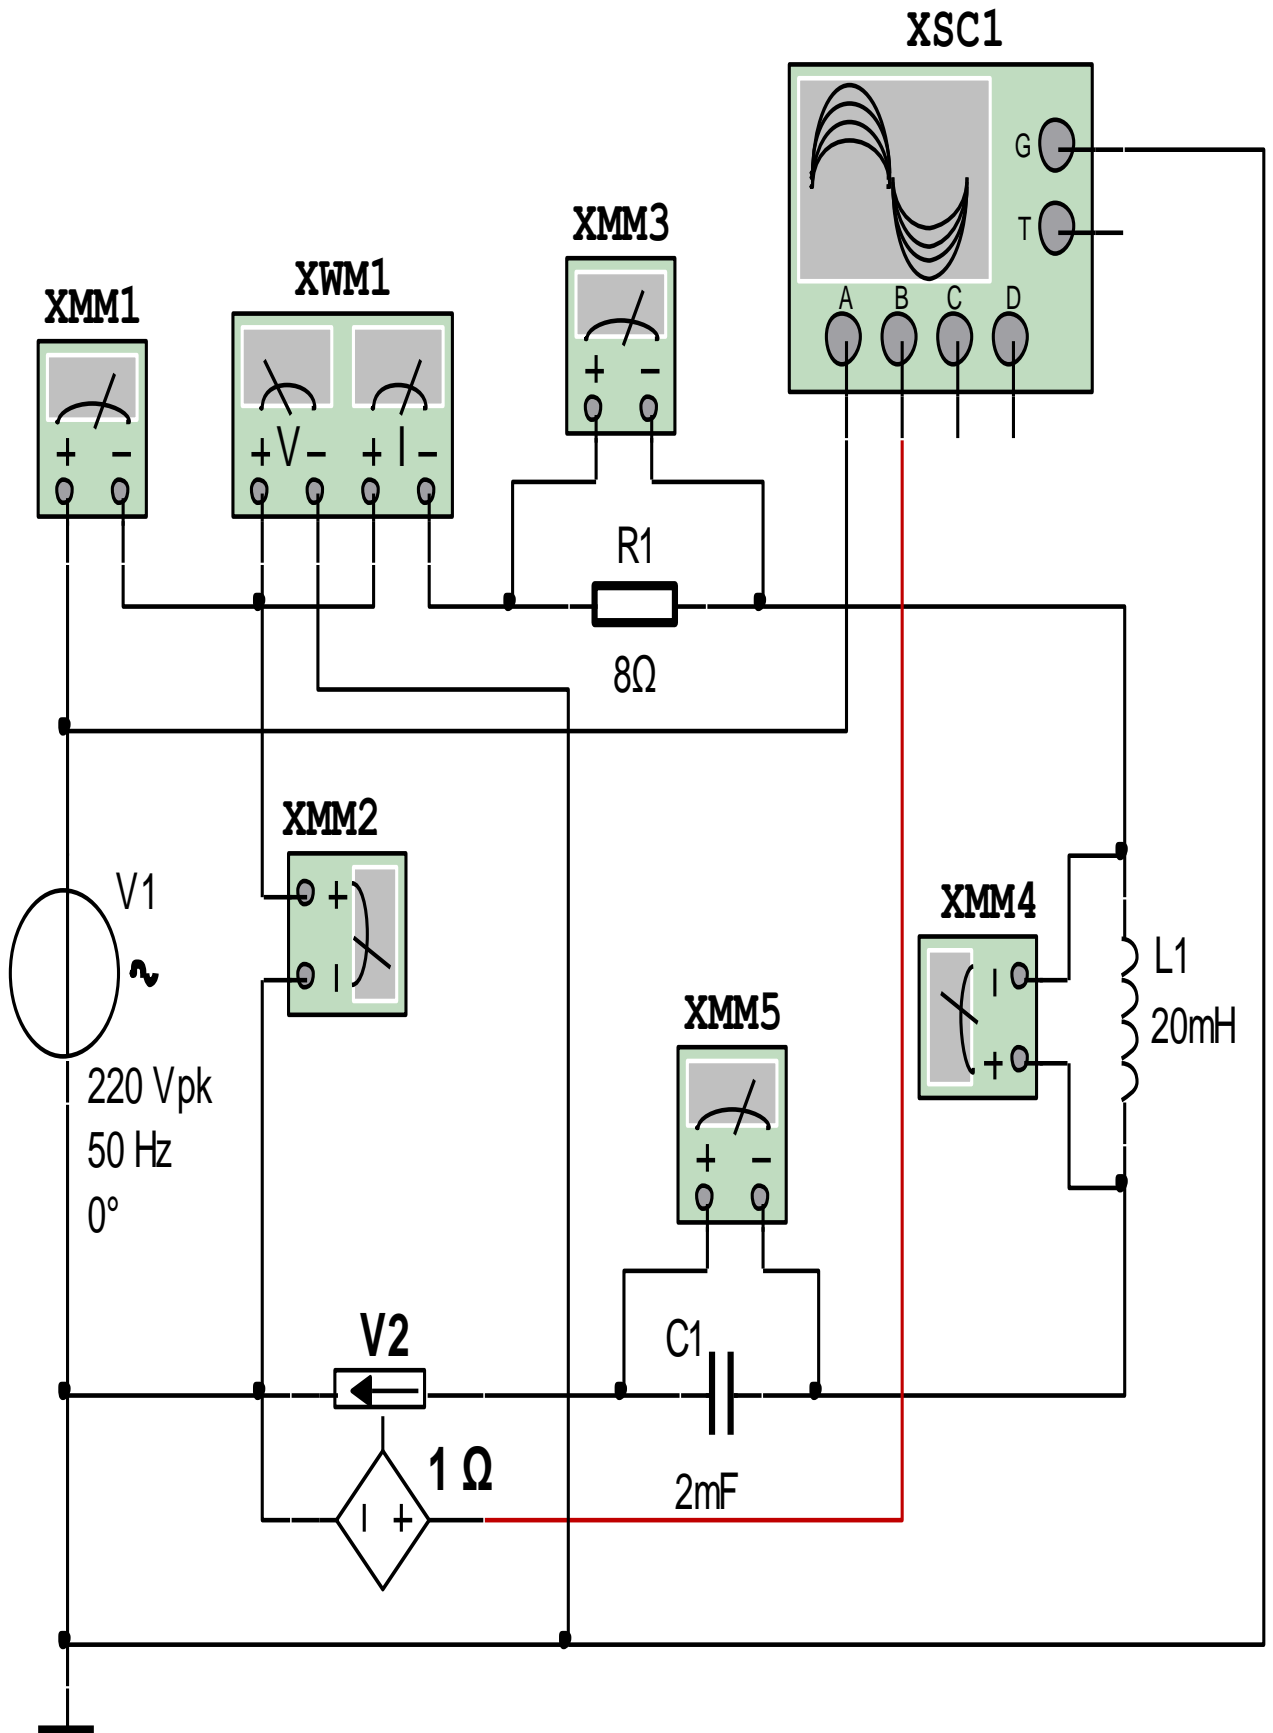 XSC1
G
T
A B C D
XMM3
+ −
XWM1
+ V − + I −
XMM1
+ −
R1
8Ω
XMM2
+
−
V1
220 Vpk
50 Hz
0°
XMM4
−
+
L1
20mH
XMM5
+ −
V2
C1
1 Ω
2mF
− +